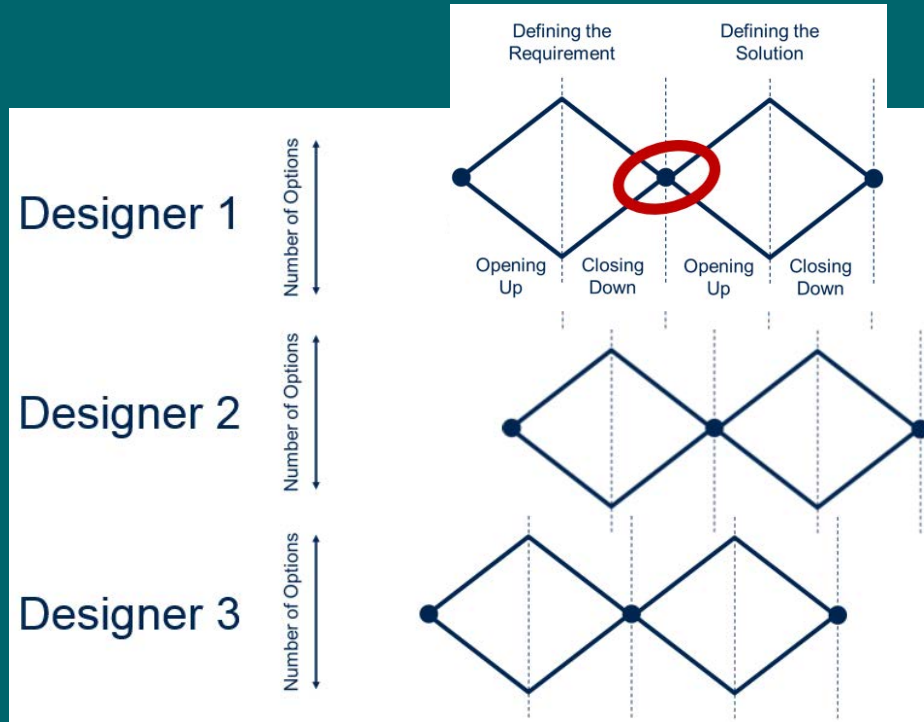 Defining the
Requirement
Defining the
Solution
Designer 1
Number of Options
Opening
Up
Closing
Down
Opening
Up
Closing
Down
Designer 2
Number of Options
Designer 3
Number of Options